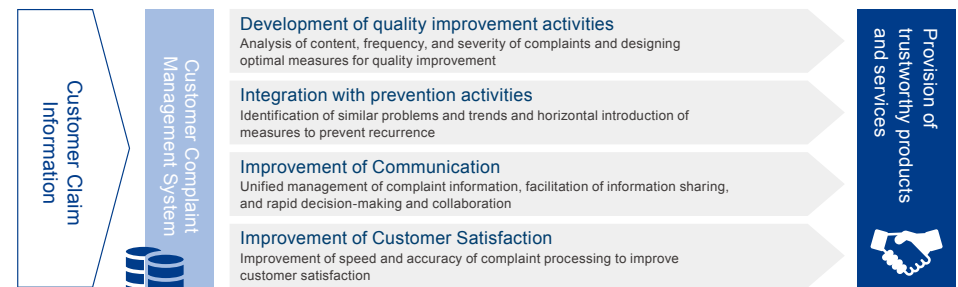 Customer Claim
Information
Customer Complaint
Management System
Development of quality improvement activities
Analysis of content, frequency, and severity of complaints and designing
optimal measures for quality improvement
Integration with prevention activities
Identification of similar problems and trends and horizontal introduction of
measures to prevent recurrence
Improvement of Communication
Unified management of complaint information, facilitation of information sharing,
and rapid decision-making and collaboration
Improvement of Customer Satisfaction
Improvement of speed and accuracy of complaint processing to improve
customer satisfaction
Provision of
trustworthy products
and services